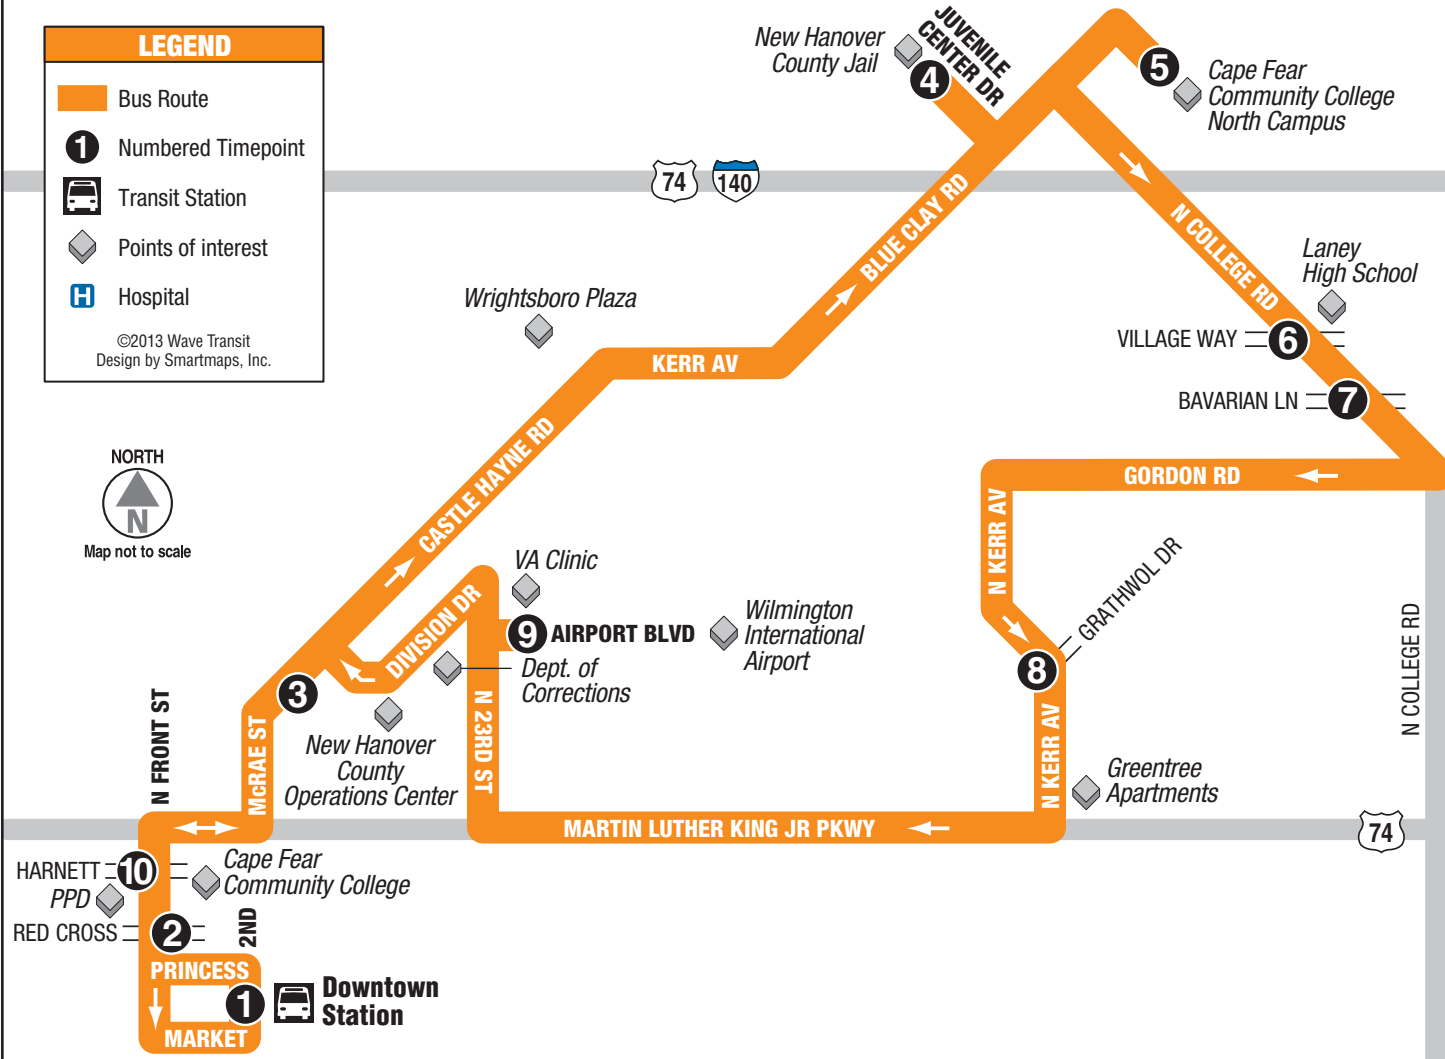 LEGEND
Bus Route
1 Numbered Timepoint
Transit Station
Points of interest
H Hospital
©2013 Wave Transit
Design by Smartmaps, Inc.
New Hanover
County Jail
4
JUVENILE
CENTER DR
5
Cape Fear
Community College
North Campus
74
140
BLUE CLAY RD
N COLLEGE RD
Laney
High School
Wrightsboro Plaza
VILLAGE WAY
6
KERR AV
BAVARIAN LN
7
NORTH
N
Map not to scale
CASTLE HAYNE RD
GORDON RD
N KERR AV
GRATHWOL DR
VA Clinic
DIVISION DR
9
AIRPORT BLVD
Wilmington
International
Airport
Dept. of
Corrections
8
3
N COLLEGE RD
N FRONT ST
McRAE ST
New Hanover
County
Operations Center
N 23RD ST
N KERR AV
Greentree
Apartments
MARTIN LUTHER KING JR PKWY
74
HARNETT
10
Cape Fear
Community College
PPD
RED CROSS
2
2ND
PRINCESS
1
Downtown
Station
MARKET